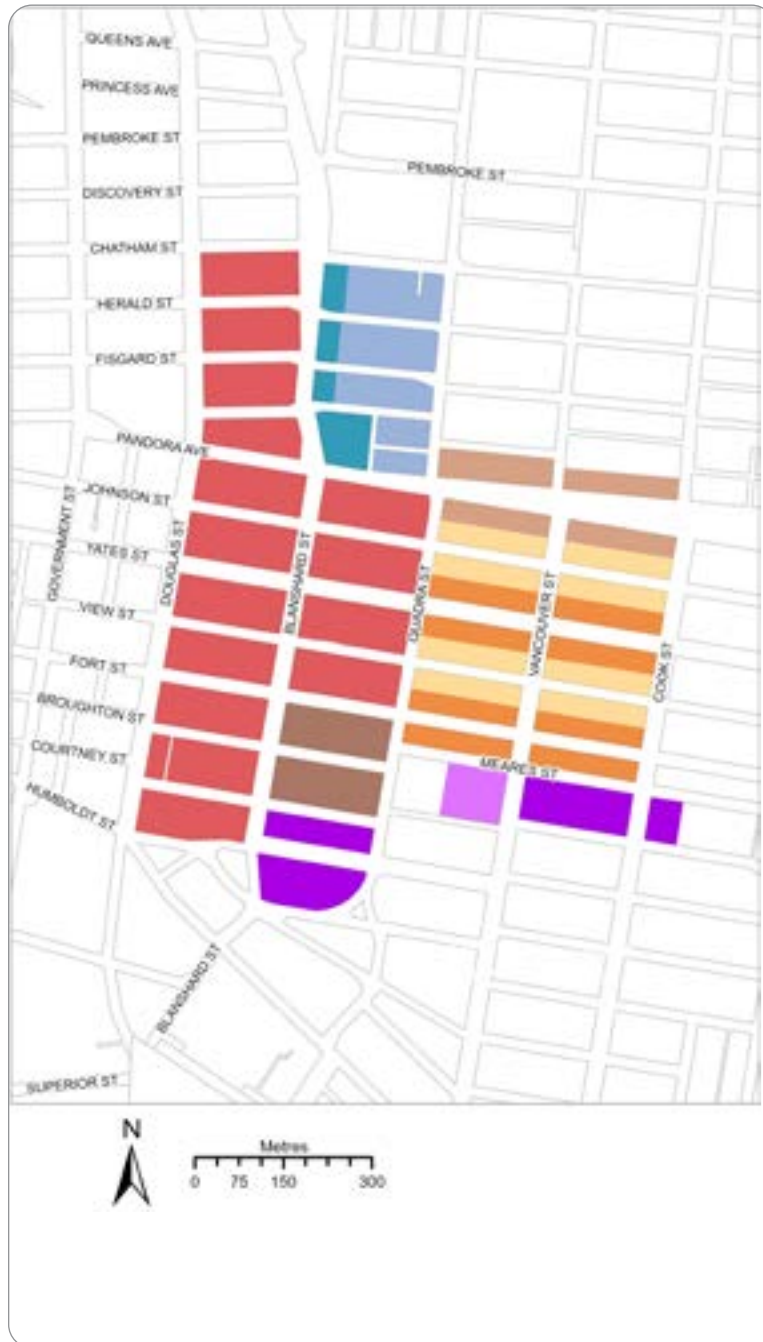 QUEENS AVE
PRINCESS AVE
PEMBROKE ST
PEMBROKE ST
DISCOVERY ST
CHATHAM ST
HERALD ST
FISGARD ST
PANDORA AVE
JOHNSON ST
GOVERNMENT ST
YATES ST
DOUGLAS ST
BLANSHARD ST
QUADRA ST
VANCOUVER ST
VIEW ST
FORT ST
COOK ST
BROUGHTON ST
COURTNEY ST
MEARES ST
HUMBOLDT ST
BLANSHARD ST
SUPERIOR ST
N
Metres
0 75 150 300